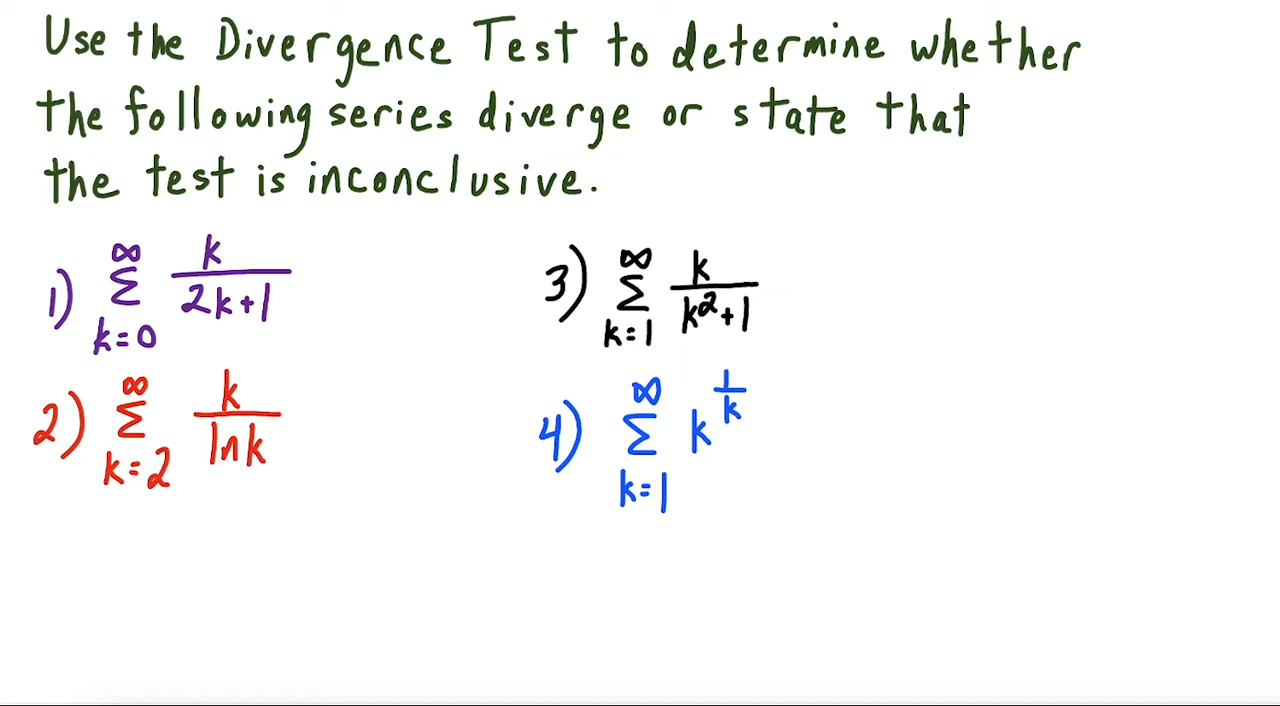 Use the Divergence Test to determine whether
the following series diverge or state that
the test is inconclusive.
1) ∞ Σ k=0 k/(2k+1)
2) ∞ Σ k=2 k/(ln k)
3) ∞ Σ k=1 k/(k²+1)
4) ∞ Σ k=1 k^(1/k)